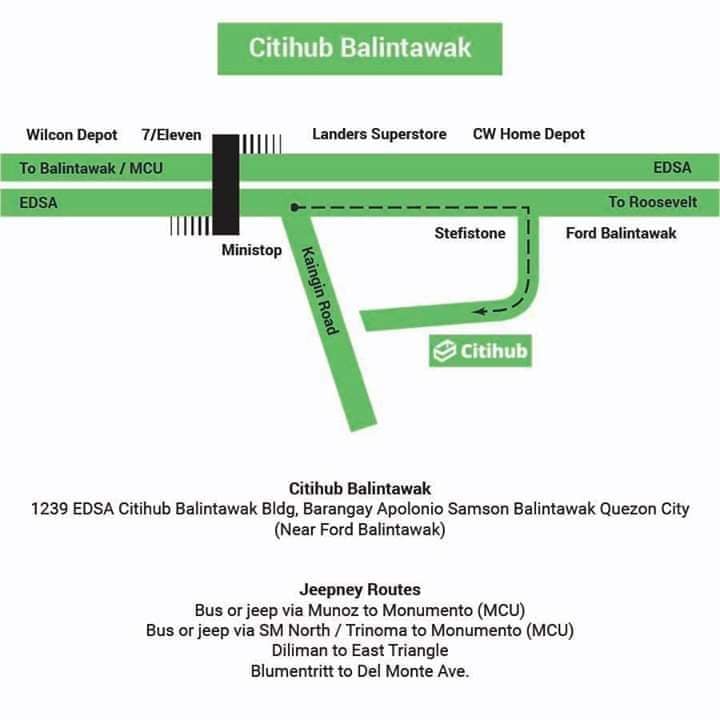 Citihub Balintawak
Wilcon Depot
7/Eleven
Landers Superstore
CW Home Depot
To Balintawak / MCU
EDSA
EDSA
To Roosevelt
Ministop
Stefistone
Ford Balintawak
Kaingin Road
Citihub
Citihub Balintawak
1239 EDSA Citihub Balintawak Bldg, Barangay Apolonio Samson Balintawak Quezon City
(Near Ford Balintawak)
Jeepney Routes
Bus or jeep via Munoz to Monumento (MCU)
Bus or jeep via SM North / Trinoma to Monumento (MCU)
Diliman to East Triangle
Blumentritt to Del Monte Ave.